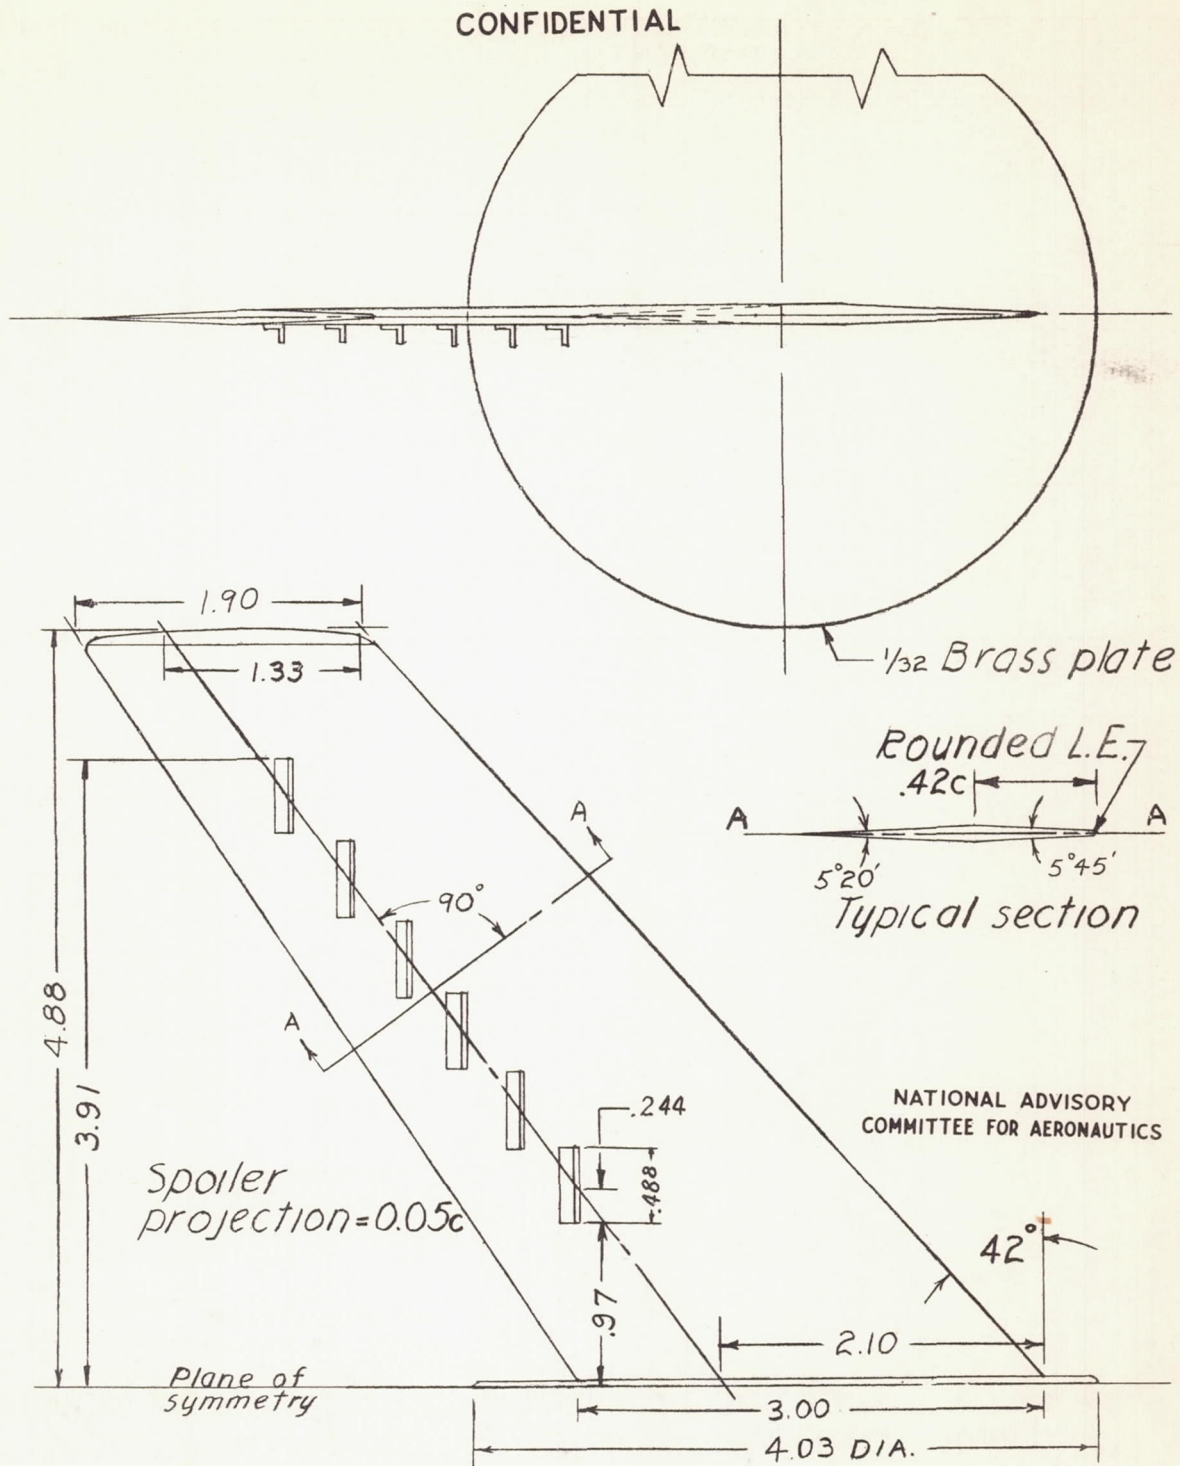 CONFIDENTIAL
1/32 Brass plate
1.90
1.33
Rounded L.E.
.42c
A
A
5°20′
5°45′
Typical section
A
90°
A
4.88
3.91
.244
.488
NATIONAL ADVISORY
COMMITTEE FOR AERONAUTICS
Spoiler
projection=0.05c
42°
.97
2.10
Plane of
symmetry
3.00
4.03 DIA.